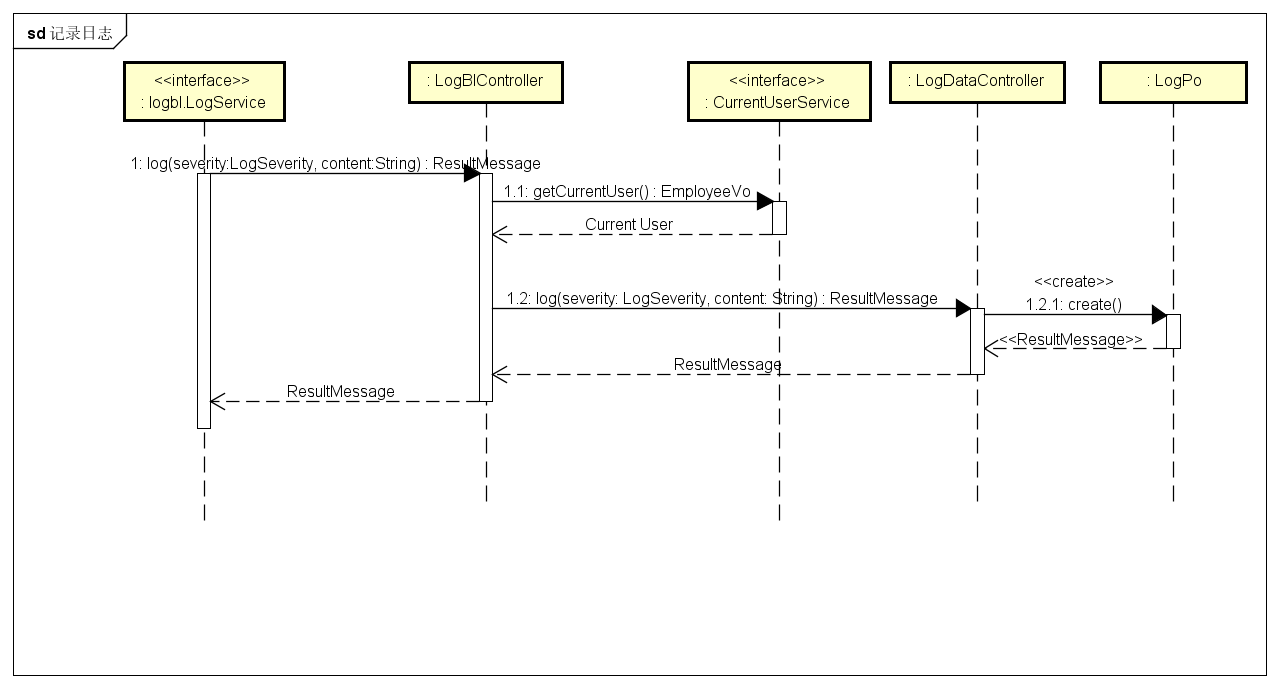 sd 记录日志
<<interface>>
: logbl.LogService
: LogBlController
<<interface>>
: CurrentUserService
: LogDataController
: LogPo
1: log(severity:LogSeverity, content:String) : ResultMessage
1.1: getCurrentUser() : EmployeeVo
Current User
<<create>>
1.2: log(severity: LogSeverity, content: String) : ResultMessage
1.2.1: create()
<<ResultMessage>>
ResultMessage
ResultMessage